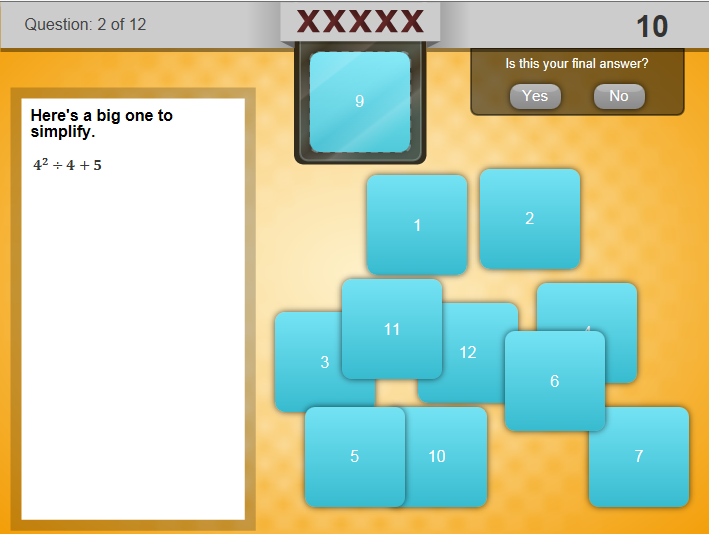 Question: 2 of 12
XXXXX
10
Is this your final answer?
Yes No
9
Here's a big one to
simplify.
4² ÷ 4 + 5
1
2
11
3
12
4
6
5
10
7